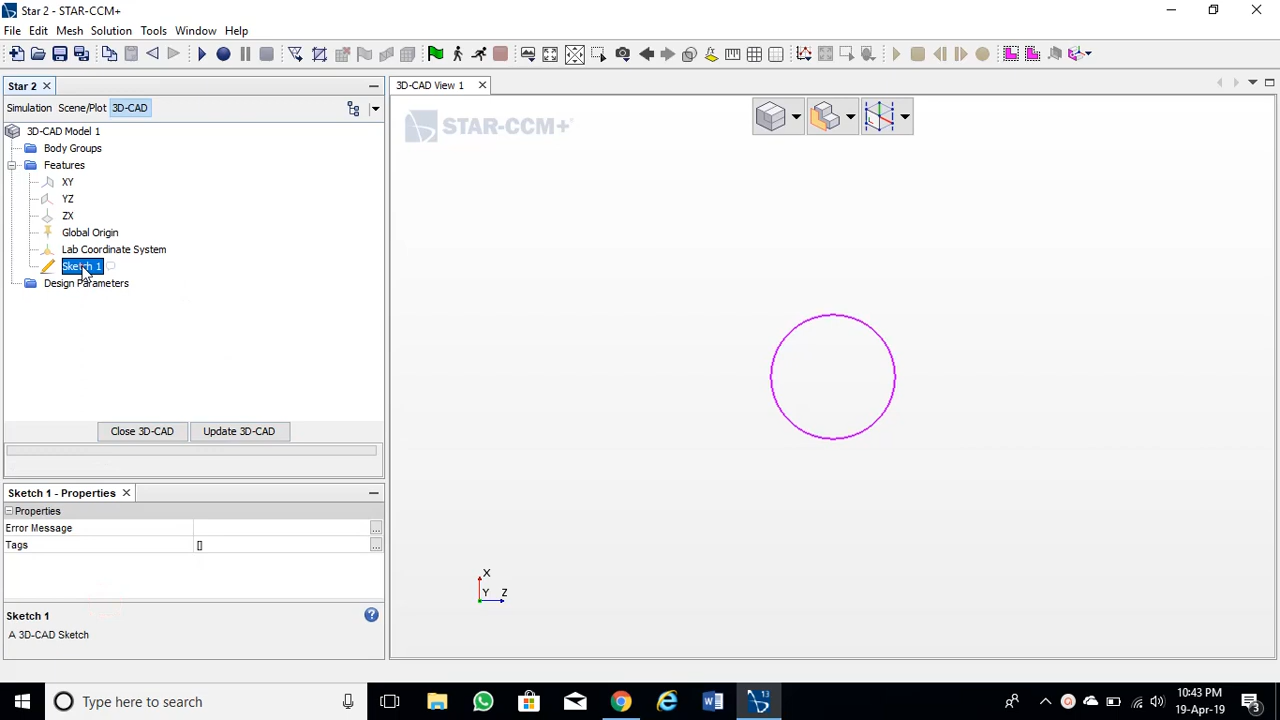 Star 2 - STAR-CCM+
File Edit Mesh Solution Tools Window Help
Star 2
3D-CAD View 1
Simulation Scene/Plot 3D-CAD
STAR-CCM+
3D-CAD Model 1
Body Groups
Features
XY
YZ
ZX
Global Origin
Lab Coordinate System
Sketch 1
Design Parameters
Close 3D-CAD Update 3D-CAD
Sketch 1 - Properties
Properties
Error Message
...
Tags
[]
...
X
Y Z
Sketch 1
?
A 3D-CAD Sketch
Type here to search
13
10:43 PM
19-Apr-19
3